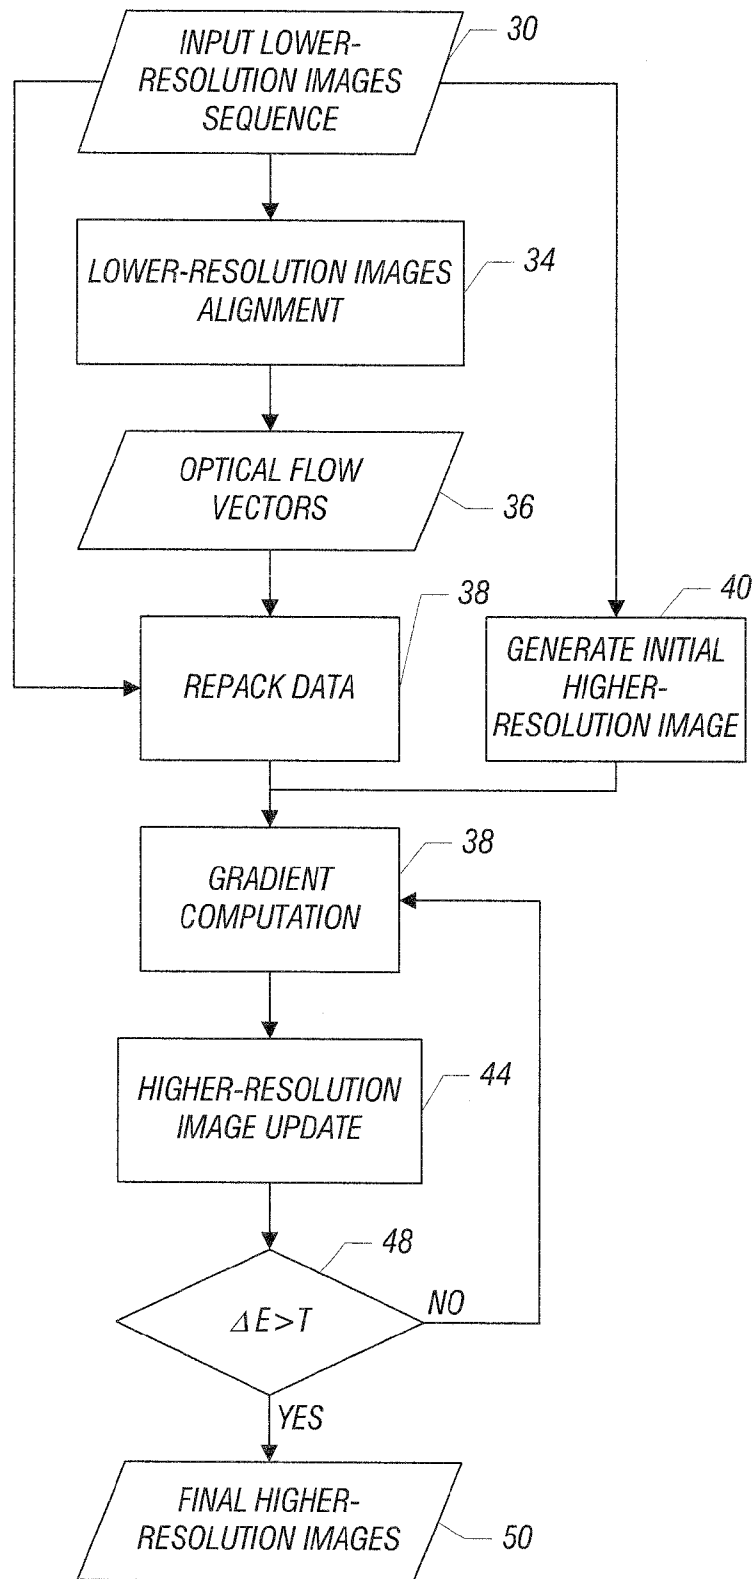 INPUT LOWER-
RESOLUTION IMAGES
SEQUENCE
30
LOWER-RESOLUTION IMAGES
ALIGNMENT
34
OPTICAL FLOW
VECTORS
36
REPACK DATA
38
GENERATE INITIAL
HIGHER-
RESOLUTION IMAGE
40
GRADIENT
COMPUTATION
38
HIGHER-RESOLUTION
IMAGE UPDATE
44
ΔE>T
48
NO
YES
FINAL HIGHER-
RESOLUTION IMAGES
50